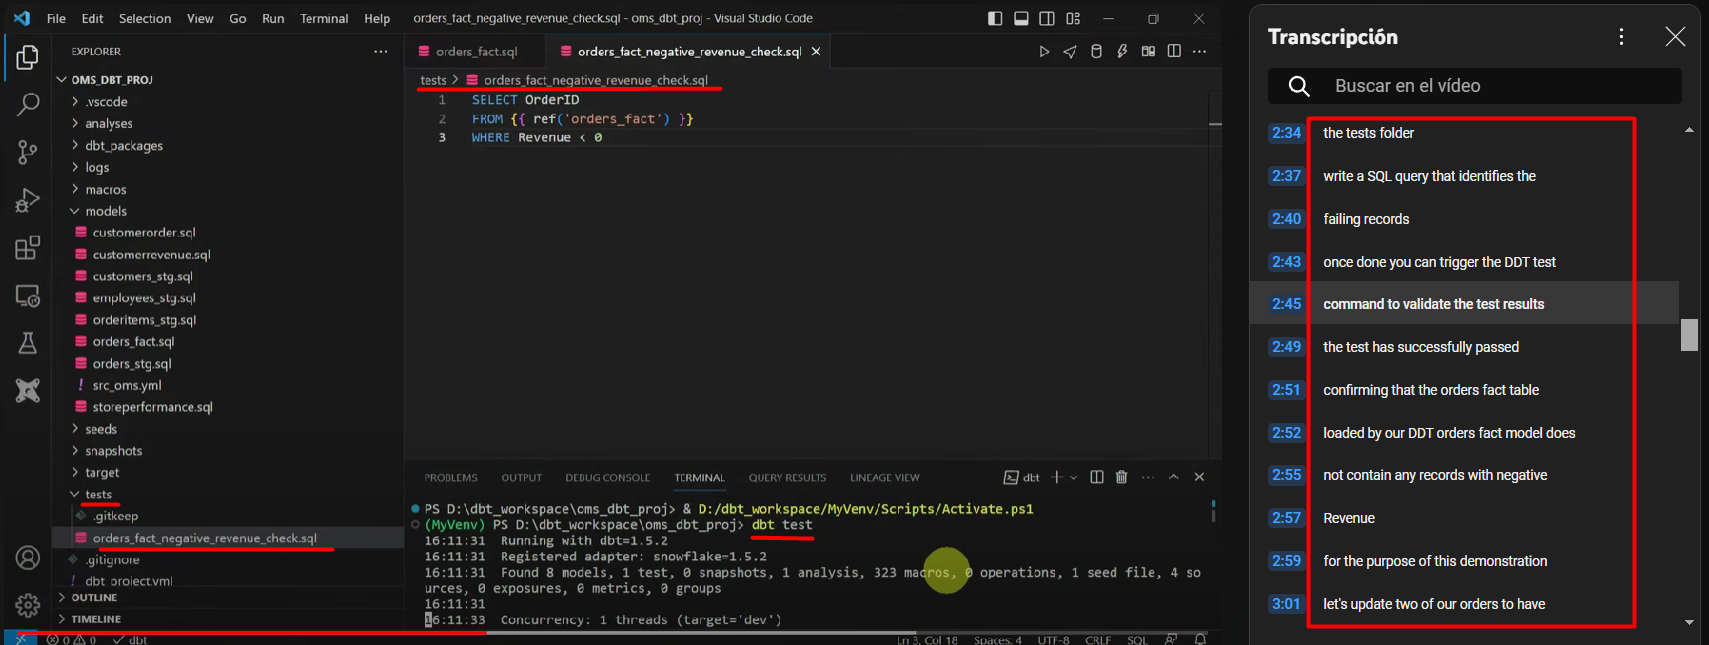 File Edit Selection View Go Run Terminal Help
orders_fact_negative_revenue_check.sql - oms_dbt_proj - Visual Studio Code
EXPLORER
OMS_DBT_PROJ
.vscode
analyses
dbt_packages
logs
macros
models
customerorder.sql
customerrevenue.sql
customers_stg.sql
employees_stg.sql
orderitems_stg.sql
orders_fact.sql
orders_stg.sql
! src_oms.yml
storeperformance.sql
seeds
snapshots
target
tests
.gitkeep
orders_fact_negative_revenue_check.sql
.gitignore
! dbt_project.yml
OUTLINE
TIMELINE
orders_fact.sql
orders_fact_negative_revenue_check.sql
tests > orders_fact_negative_revenue_check.sql
1 SELECT OrderID
2 FROM {{ ref('orders_fact') }}
3 WHERE Revenue < 0
PROBLEMS OUTPUT DEBUG CONSOLE TERMINAL QUERY RESULTS LINEAGE VIEW
dbt
PS D:\dbt_workspace\oms_dbt_proj> & D:/dbt_workspace/MyVenv/Scripts/Activate.ps1
(MyVenv) PS D:\dbt_workspace\oms_dbt_proj> dbt test
16:11:31 Running with dbt=1.5.2
16:11:31 Registered adapter: snowflake=1.5.2
16:11:31 Found 8 models, 1 test, 0 snapshots, 1 analysis, 323 macros, 0 operations, 1 seed file, 4 so
urces, 0 exposures, 0 metrics, 0 groups
16:11:31
16:11:33 Concurrency: 1 threads (target='dev')
0 0 dbt
Ln 3, Col 18 Spaces: 4 UTF-8 CRLF SQL
Transcripción
Buscar en el vídeo
2:34 the tests folder
2:37 write a SQL query that identifies the
2:40 failing records
2:43 once done you can trigger the DDT test
2:45 command to validate the test results
2:49 the test has successfully passed
2:51 confirming that the orders fact table
2:52 loaded by our DDT orders fact model does
2:55 not contain any records with negative
2:57 Revenue
2:59 for the purpose of this demonstration
3:01 let's update two of our orders to have